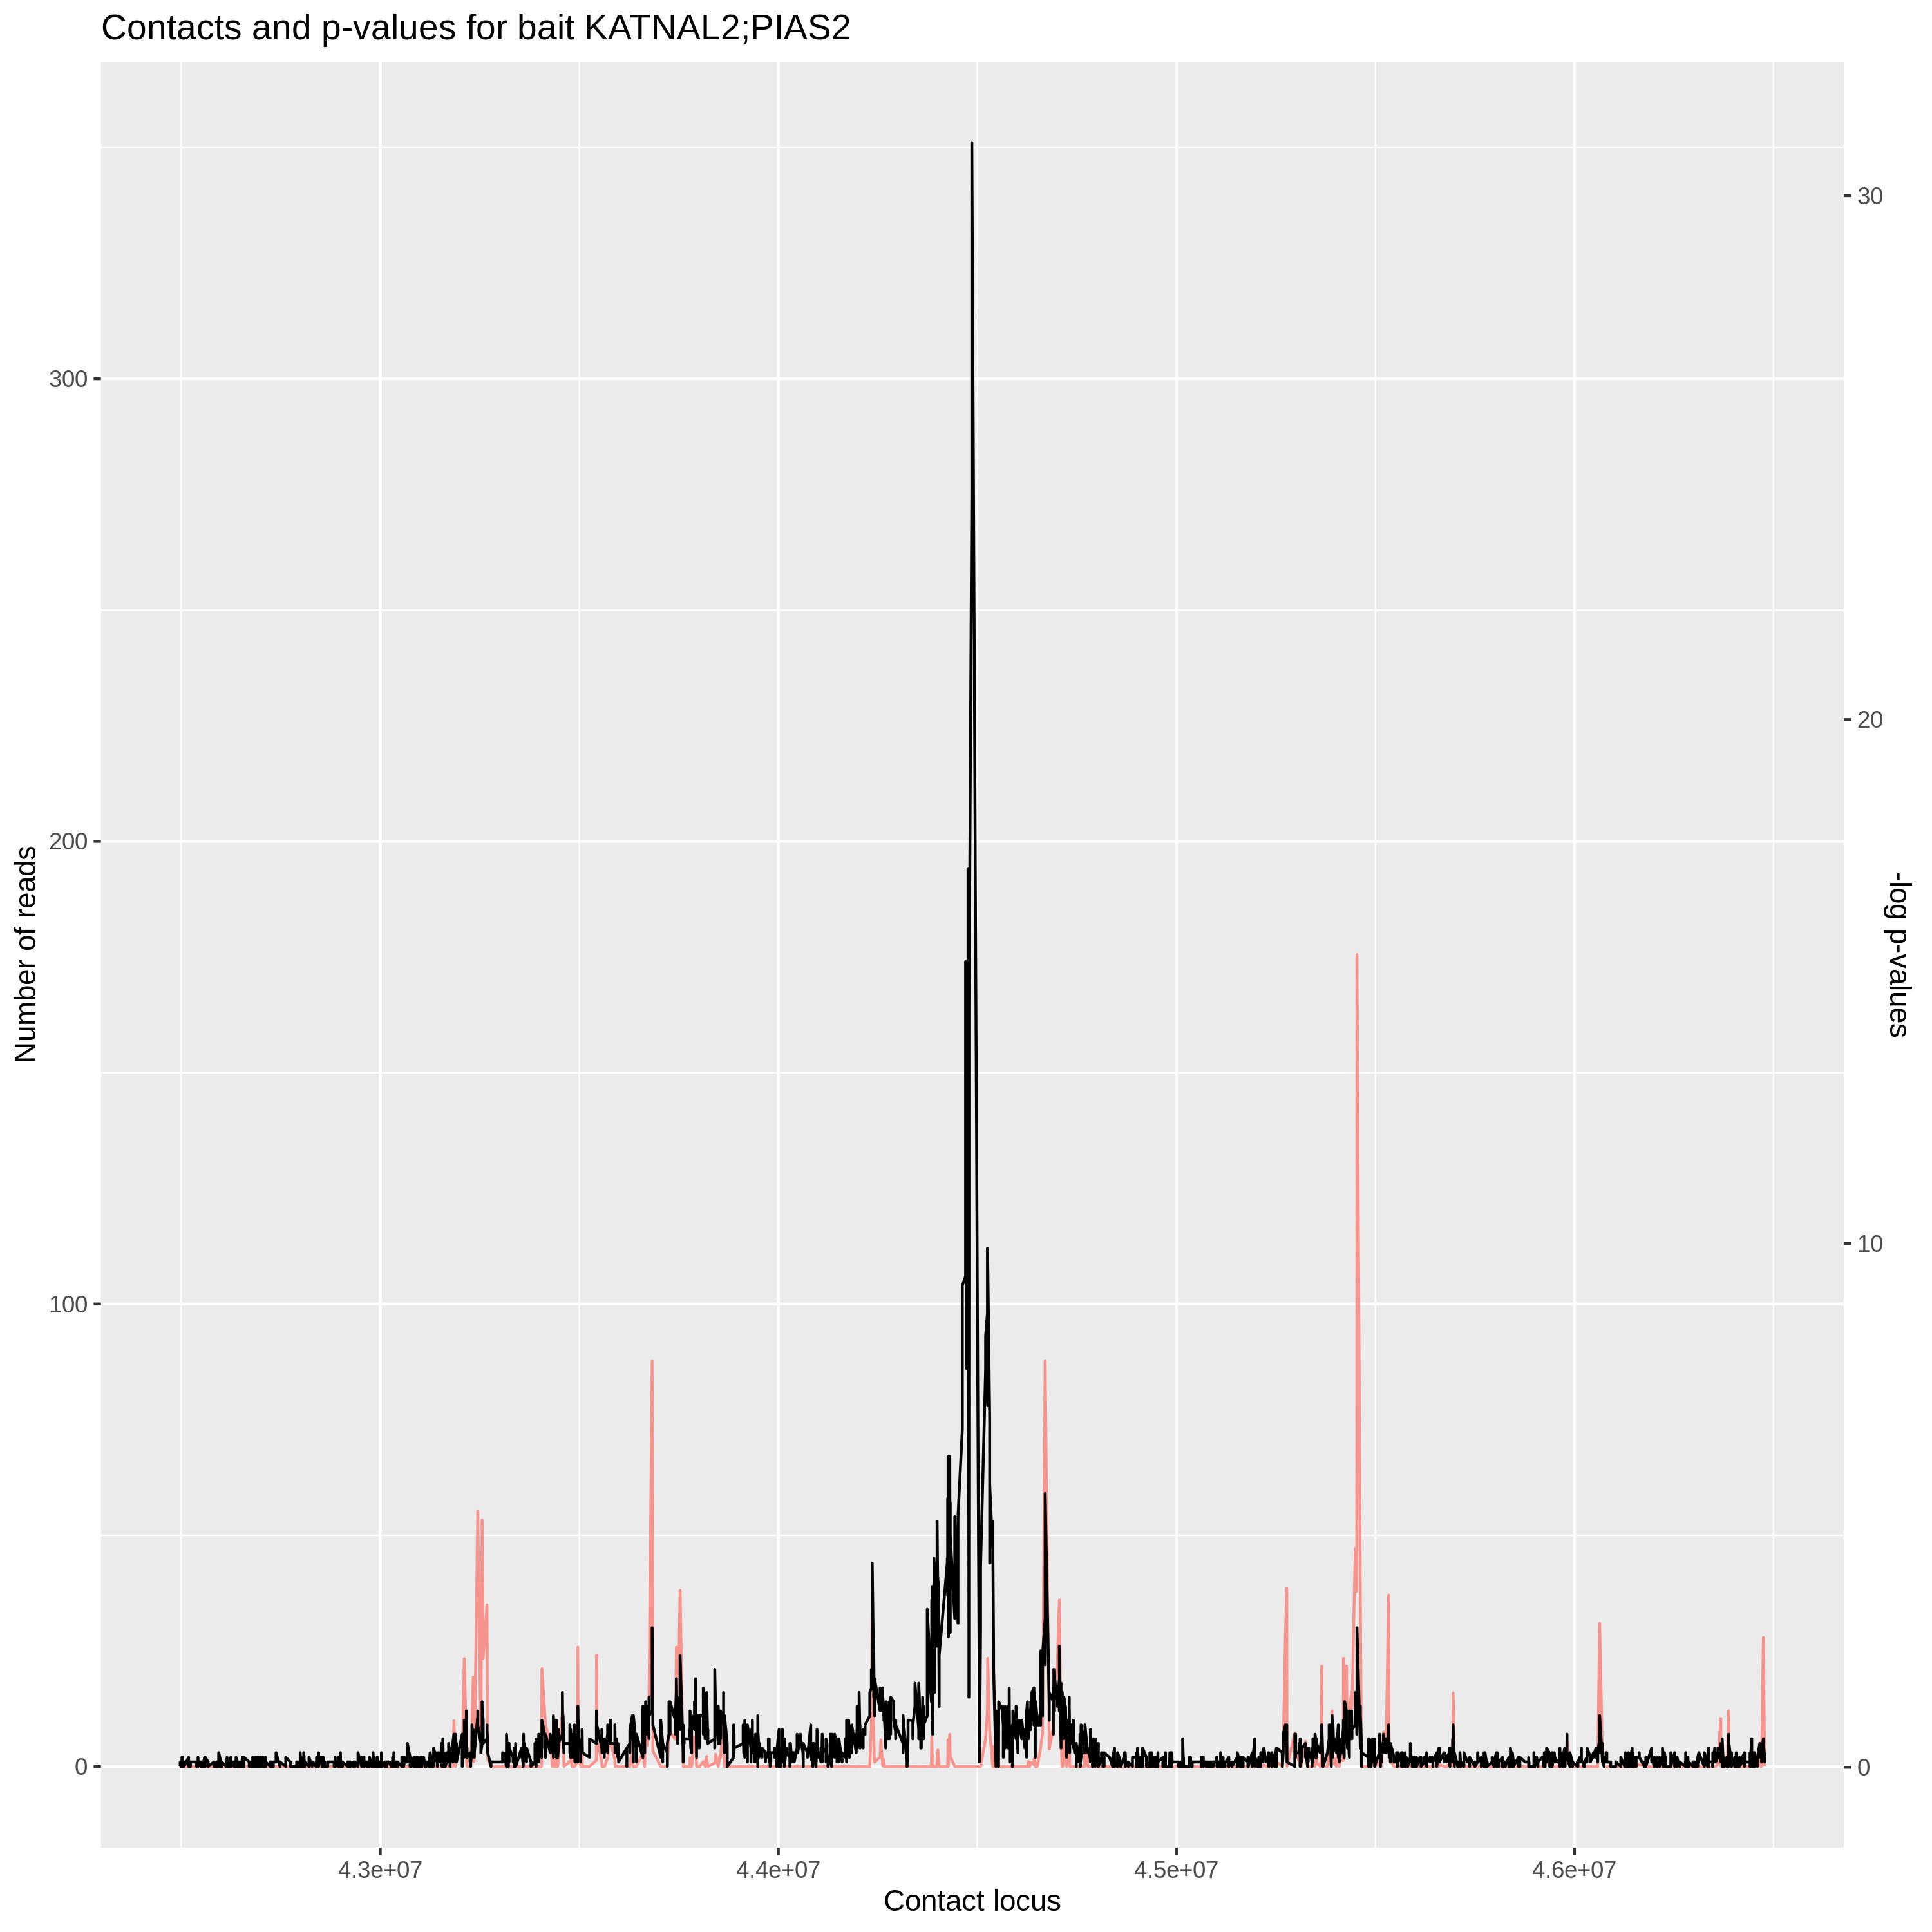 Contacts and p-values for bait KATNAL2;PIAS2
Number of reads
300
200
100
0
30
20
10
0
-log p-values
4.3e+07 4.4e+07 4.5e+07 4.6e+07
Contact locus